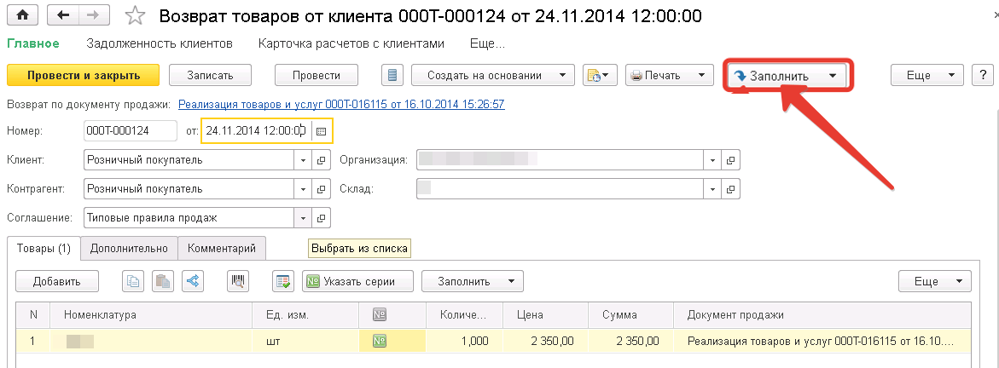 Возврат товаров от клиента 000Т-000124 от 24.11.2014 12:00:00
Главное Задолженность клиентов Карточка расчетов с клиентами Еще...
Провести и закрыть Записать Провести Создать на основании Печать Заполнить Еще ?
Возврат по документу продажи: Реализация товаров и услуг 000Т-016115 от 16.10.2014 15:26:57
Номер: 000Т-000124 от: 24.11.2014 12:00:00
Клиент: Розничный покупатель Организация:
Контрагент: Розничный покупатель Склад:
Соглашение: Типовые правила продаж
Товары (1) Дополнительно Комментарий Выбрать из списка
Добавить № Указать серии Заполнить Еще
N Номенклатура Ед. изм. № Количе... Цена Сумма Документ продажи
1 шт № 1,000 2 350,00 2 350,00 Реализация товаров и услуг 000Т-016115 от 16.10....